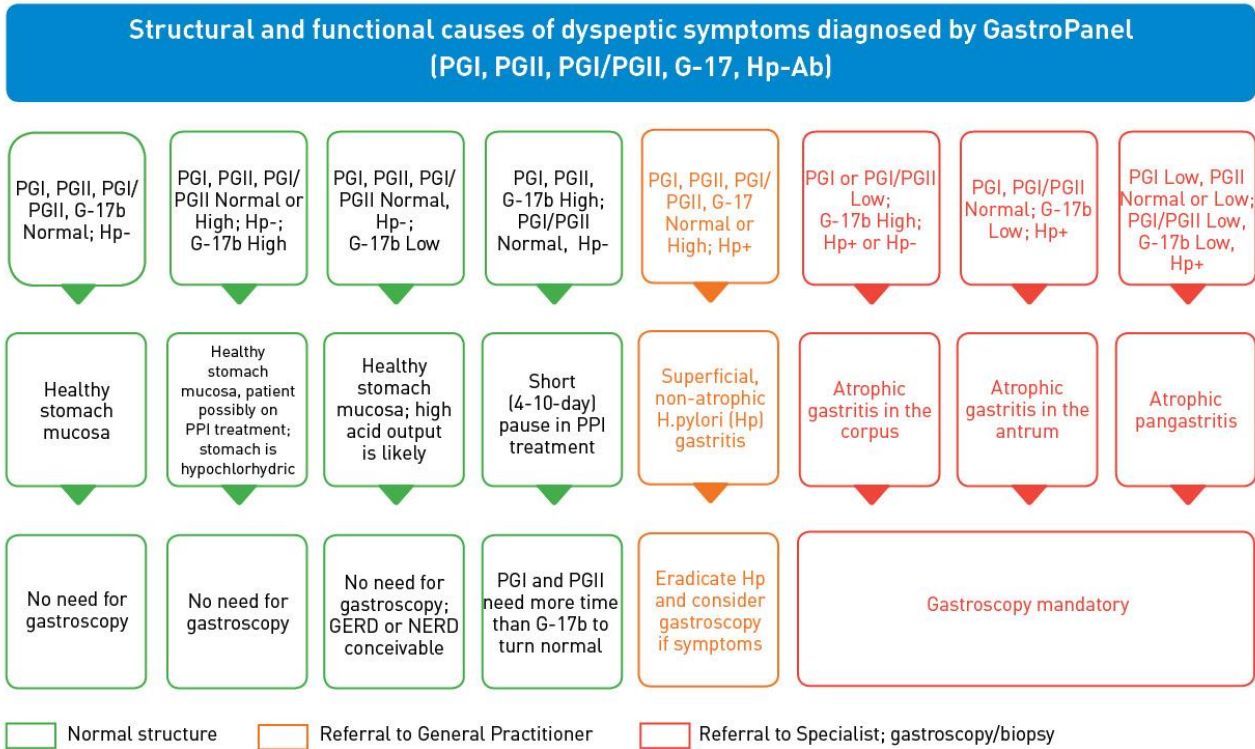 Structural and functional causes of dyspeptic symptoms diagnosed by GastroPanel
(PGI, PGII, PGI/PGII, G-17, Hp-Ab)
PGI, PGII, PGI/
PGII, G-17b
Normal; Hp-
PGI, PGII, PGI/
PGII Normal or
High; Hp-;
G-17b High
PGI, PGII, PGI/
PGII Normal,
Hp-;
G-17b Low
PGI, PGII,
G-17b High;
PGI/PGII
Normal, Hp-
PGI, PGII, PGI/
PGII, G-17
Normal or
High; Hp+
PGI or PGI/PGII
Low;
G-17b High;
Hp+ or Hp-
PGI, PGI/PGII
Normal; G-17b
Low; Hp+
PGI Low, PGII
Normal or Low;
PGI/PGII Low,
G-17b Low,
Hp+
Healthy
stomach
mucosa
Healthy
stomach
mucosa, patient
possibly on
PPI treatment;
stomach is
hypochlorhydric
Healthy
stomach
mucosa; high
acid output
is likely
Short
(4-10-day)
pause in PPI
treatment
Superficial,
non-atrophic
H.pylori (Hp)
gastritis
Atrophic
gastritis in the
corpus
Atrophic
gastritis in the
antrum
Atrophic
pangastritis
No need for
gastroscopy
No need for
gastroscopy
No need for
gastroscopy;
GERD or NERD
conceivable
PGI and PGII
need more time
than G-17b to
turn normal
Eradicate Hp
and consider
gastroscopy
if symptoms
Gastroscopy mandatory
Normal structure
Referral to General Practitioner
Referral to Specialist; gastroscopy/biopsy